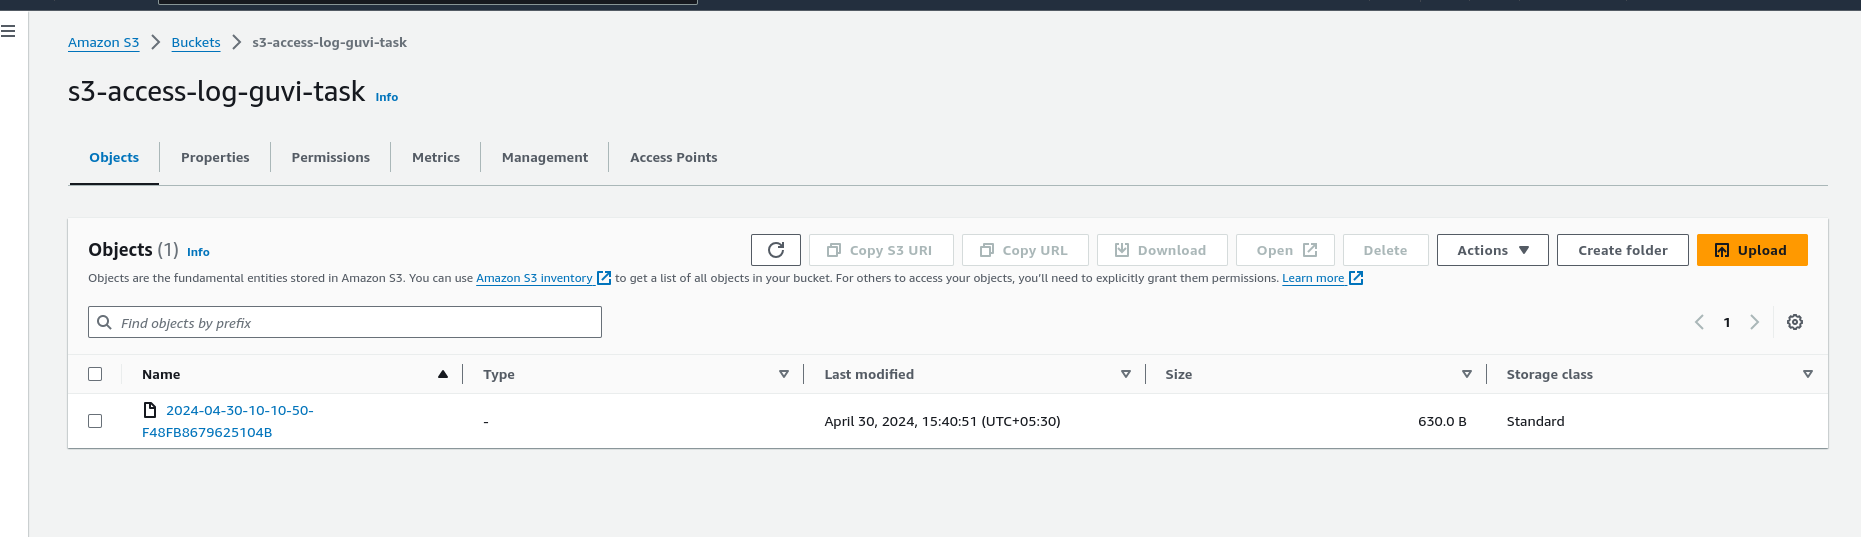 Amazon S3 > Buckets > s3-access-log-guvi-task
s3-access-log-guvi-task Info
Objects Properties Permissions Metrics Management Access Points
Objects (1) Info Copy S3 URI Copy URL Download Open Delete Actions Create folder Upload
Objects are the fundamental entities stored in Amazon S3. You can use Amazon S3 inventory to get a list of all objects in your bucket. For others to access your objects, you'll need to explicitly grant them permissions. Learn more
Find objects by prefix 1
Name Type Last modified Size Storage class
2024-04-30-10-10-50-
F48FB8679625104B - April 30, 2024, 15:40:51 (UTC+05:30) 630.0 B Standard